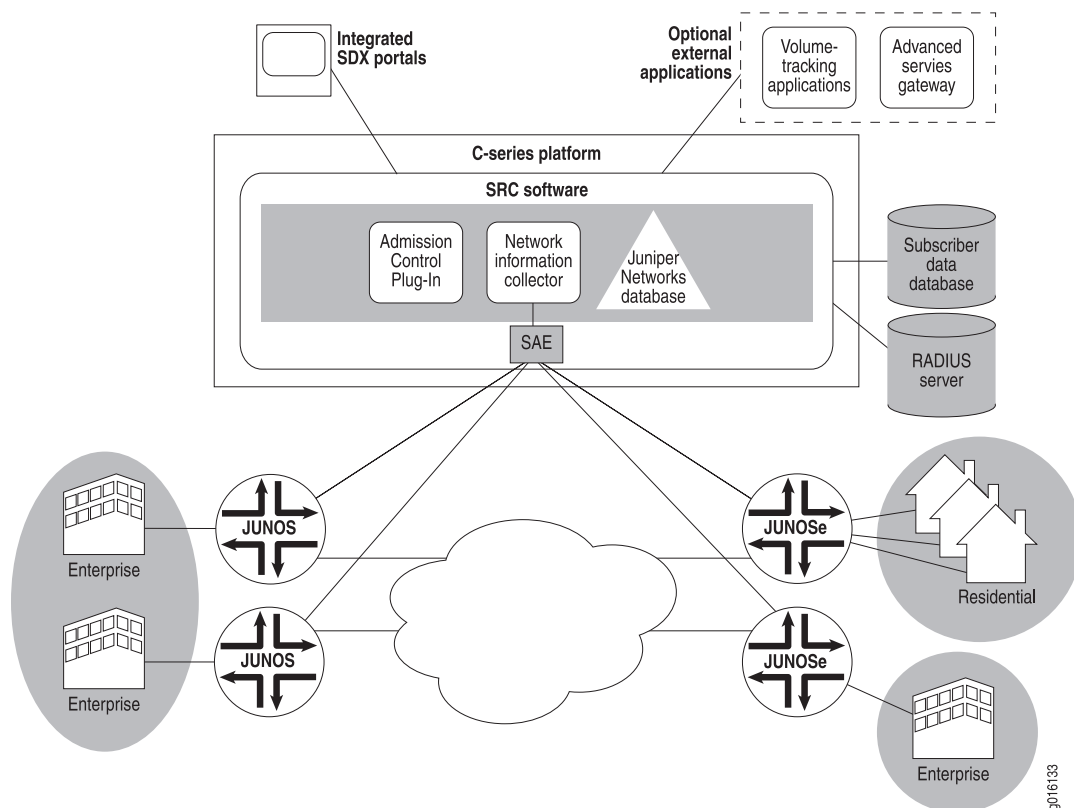 Integrated
SDX portals
Optional
external
applications
Volume-
tracking
applications
Advanced
servies
gateway
C-series platform
SRC software
Admission
Control
Plug-In
Network
information
collector
Juniper
Networks
database
Subscriber
data
database
SAE
RADIUS
server
JUNOS
JUNOSe
Enterprise
Residential
JUNOS
JUNOSe
Enterprise
Enterprise
g016133